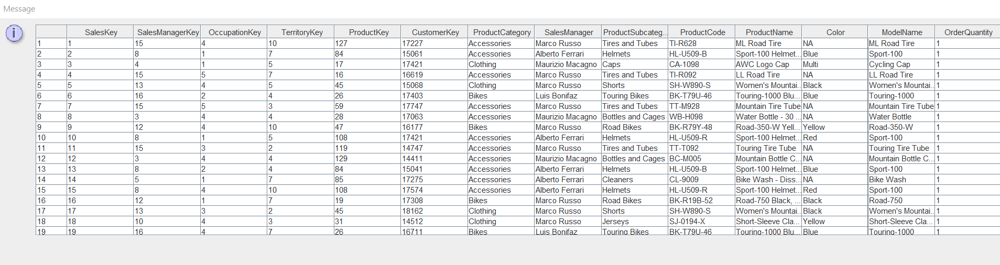 Message
i
SalesKey SalesManagerKey OccupationKey TerritoryKey ProductKey CustomerKey ProductCategory SalesManager ProductSubcateg... ProductCode ProductName Color ModelName OrderQuantity
1 1 15 4 10 127 17227 Accessories Marco Russo Tires and Tubes TI-R628 ML Road Tire NA ML Road Tire 1
2 2 8 1 7 84 15061 Accessories Alberto Ferrari Helmets HL-U509-B Sport-100 Helmet... Blue Sport-100 1
3 3 4 1 5 17 17421 Clothing Maurizio Macagno Caps CA-1098 AWC Logo Cap Multi Cycling Cap 1
4 4 15 5 7 16 16619 Accessories Marco Russo Tires and Tubes TI-R092 LL Road Tire NA LL Road Tire 1
5 5 13 4 5 45 15068 Clothing Marco Russo Shorts SH-W890-S Women's Mountai... Black Women's Mountai... 1
6 6 16 2 4 26 17403 Bikes Luis Bonifaz Touring Bikes BK-T79U-46 Touring-1000 Blu... Blue Touring-1000 1
7 7 15 5 3 59 17747 Accessories Marco Russo Tires and Tubes TT-M928 Mountain Tire Tube NA Mountain Tire Tube 1
8 8 3 4 4 28 17063 Accessories Maurizio Macagno Bottles and Cages WB-H098 Water Bottle - 30 ... NA Water Bottle 1
9 9 12 4 10 47 16177 Bikes Marco Russo Road Bikes BK-R79Y-48 Road-350-W Yell... Yellow Road-350-W 1
10 10 8 1 5 108 17421 Accessories Alberto Ferrari Helmets HL-U509-R Sport-100 Helmet... Red Sport-100 1
11 11 15 3 2 119 14747 Accessories Marco Russo Tires and Tubes TT-T092 Touring Tire Tube NA Touring Tire Tube 1
12 12 3 4 4 129 14411 Accessories Maurizio Macagno Bottles and Cages BC-M005 Mountain Bottle C... NA Mountain Bottle C... 1
13 13 8 2 4 84 15041 Accessories Alberto Ferrari Helmets HL-U509-B Sport-100 Helmet... Blue Sport-100 1
14 14 5 1 7 85 17275 Accessories Alberto Ferrari Cleaners CL-9009 Bike Wash - Diss... NA Bike Wash 1
15 15 8 4 10 108 17574 Accessories Alberto Ferrari Helmets HL-U509-R Sport-100 Helmet... Red Sport-100 1
16 16 12 1 7 19 17308 Bikes Marco Russo Road Bikes BK-R19B-52 Road-750 Black, ... Black Road-750 1
17 17 13 3 2 45 18162 Clothing Marco Russo Shorts SH-W890-S Women's Mountai... Black Women's Mountai... 1
18 18 10 4 3 31 14512 Clothing Marco Russo Jerseys SJ-0194-X Short-Sleeve Cla... Yellow Short-Sleeve Cla... 1
19 19 16 4 7 26 16711 Bikes Luis Bonifaz Touring Bikes BK-T79U-46 Touring-1000 Blu... Blue Touring-1000 1